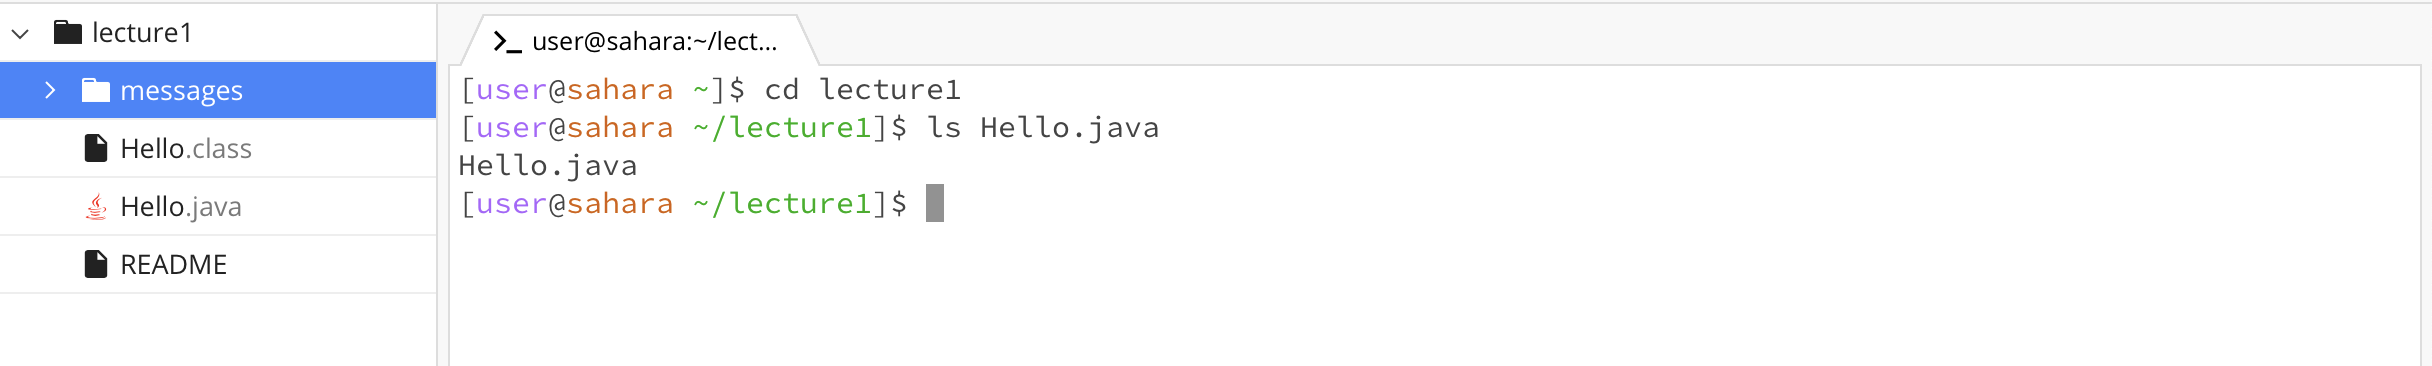 lecture1
messages
Hello.class
Hello.java
README
user@sahara:~/lect...
[user@sahara ~]$ cd lecture1
[user@sahara ~/lecture1]$ ls Hello.java
Hello.java
[user@sahara ~/lecture1]$